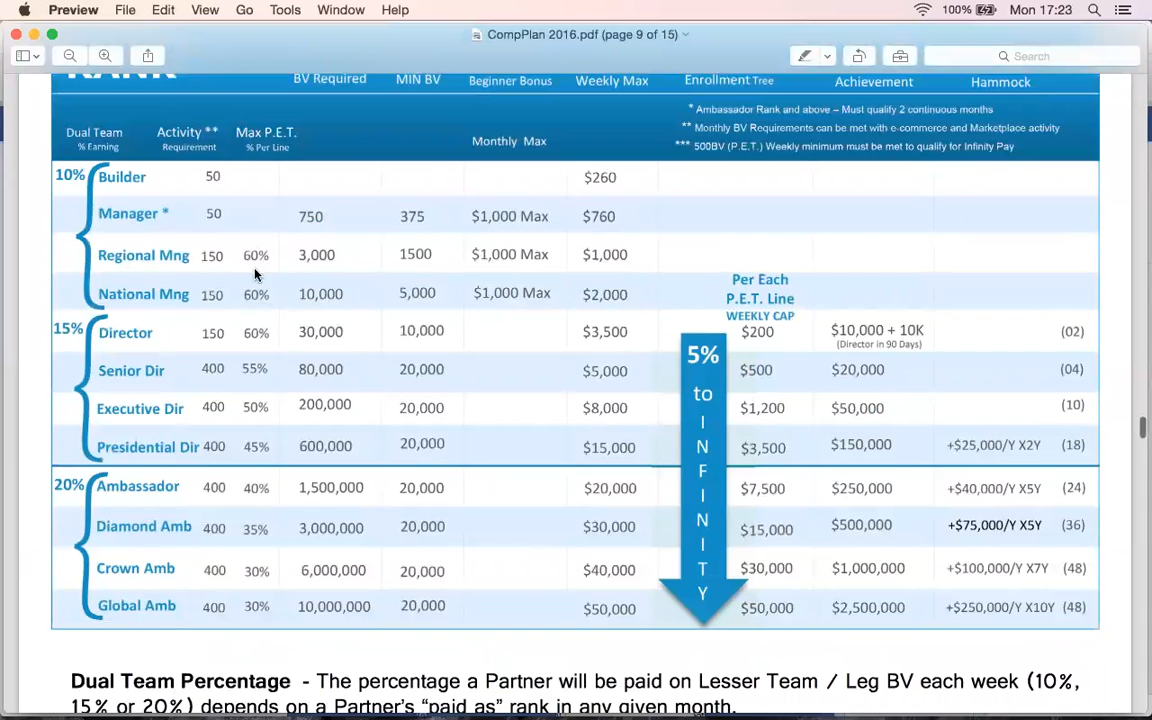 Preview File Edit View Go Tools Window Help 100% Mon 17:23
CompPlan 2016.pdf (page 9 of 15)
Search
RANK BV Required MIN BV Beginner Bonus Weekly Max Enrollment Tree Achievement Hammock
* Ambassador Rank and above – Must qualify 2 continuous months
** Monthly BV Requirements can be met with e-commerce and Marketplace activity
*** 500BV (P.E.T.) Weekly minimum must be met to qualify for Infinity Pay
Dual Team Activity ** Max P.E.T.
% Earning Requirement % Per Line Monthly Max
10% Builder 50 $260
Manager * 50 750 375 $1,000 Max $760
Regional Mng 150 60% 3,000 1500 $1,000 Max $1,000
National Mng 150 60% 10,000 5,000 $1,000 Max $2,000
Per Each
P.E.T. Line
WEEKLY CAP
15% Director 150 60% 30,000 10,000 $3,500 $200 $10,000 + 10K (02)
(Director in 90 Days)
Senior Dir 400 55% 80,000 20,000 $5,000 $500 $20,000 (04)
Executive Dir 400 50% 200,000 20,000 $8,000 $1,200 $50,000 (10)
Presidential Dir 400 45% 600,000 20,000 $15,000 $3,500 $150,000 +$25,000/Y X2Y (18)
20% Ambassador 400 40% 1,500,000 20,000 $20,000 $7,500 $250,000 +$40,000/Y X5Y (24)
Diamond Amb 400 35% 3,000,000 20,000 $30,000 $15,000 $500,000 +$75,000/Y X5Y (36)
Crown Amb 400 30% 6,000,000 20,000 $40,000 $30,000 $1,000,000 +$100,000/Y X7Y (48)
Global Amb 400 30% 10,000,000 20,000 $50,000 $50,000 $2,500,000 +$250,000/Y X10Y (48)
5%
to
I
N
F
I
N
I
T
Y
Dual Team Percentage - The percentage a Partner will be paid on Lesser Team / Leg BV each week (10%,
15% or 20%) depends on a Partner's "paid as" rank in any given month.